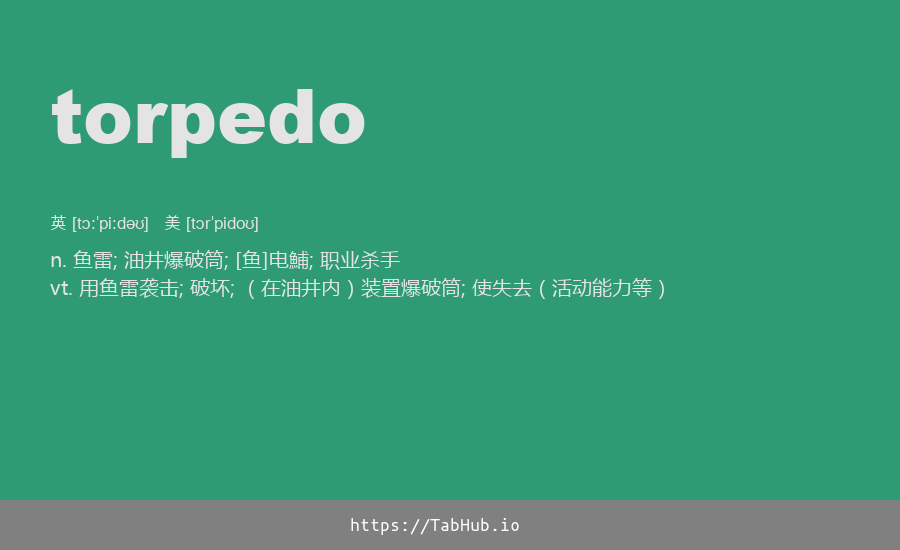 torpedo
英 [tɔːˈpiːdəʊ] 美 [tɔrˈpidoʊ]
n. 鱼雷; 油井爆破筒; [鱼]电鯆; 职业杀手
vt. 用鱼雷袭击; 破坏; （在油井内）装置爆破筒; 使失去（活动能力等）
https://TabHub.io